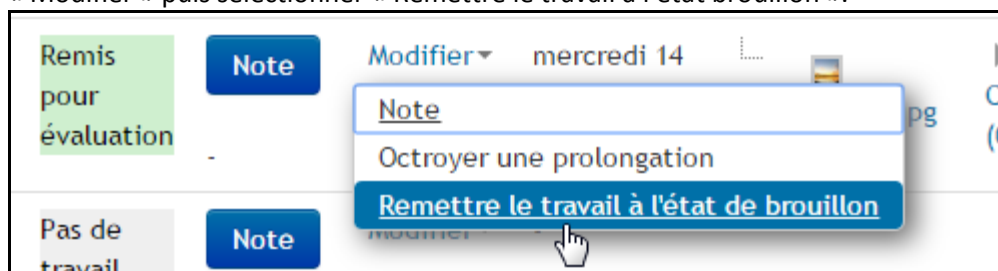 « Modifier » puis sélectionner « Remettre le travail à l'état brouillon ».
Remis pour évaluation
Note
-
Modifier
mercredi 14
pg
Note
Octroyer une prolongation
Remettre le travail à l'état de brouillon
Pas de travail
Note
Modifier
-